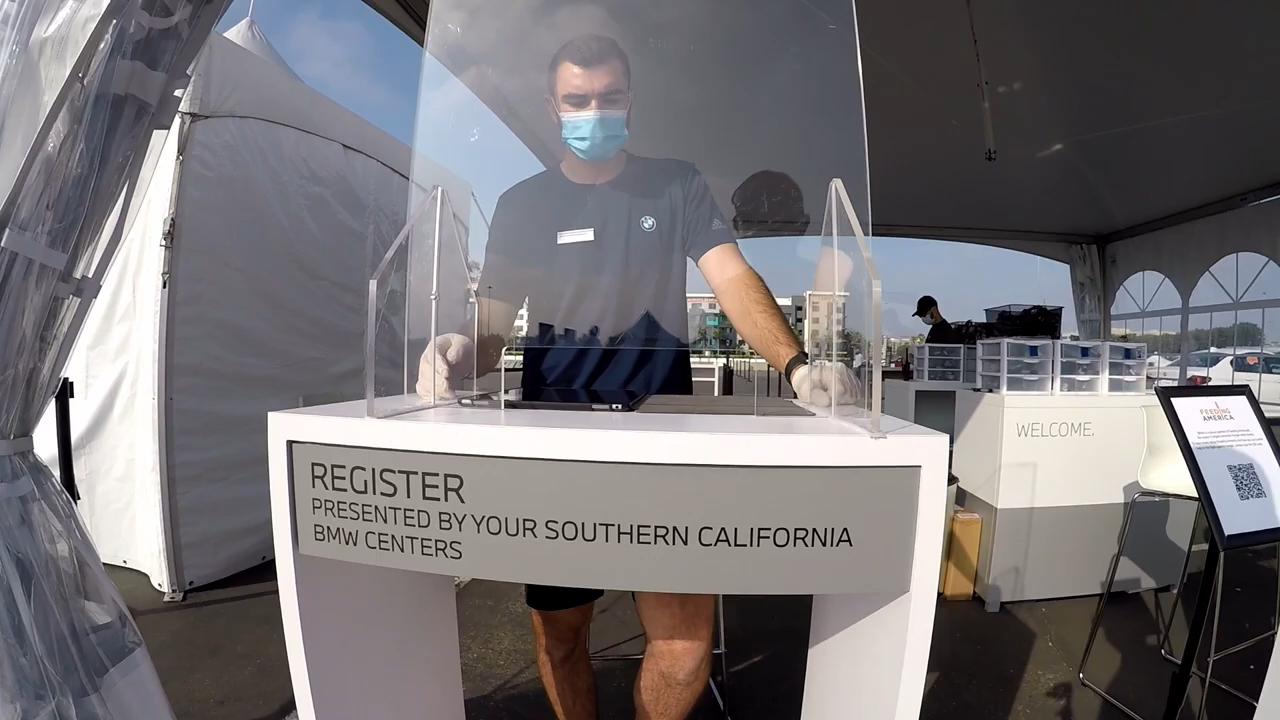 REGISTER
PRESENTED BY YOUR SOUTHERN CALIFORNIA
BMW CENTERS
WELCOME.
FEEDING
AMERICA